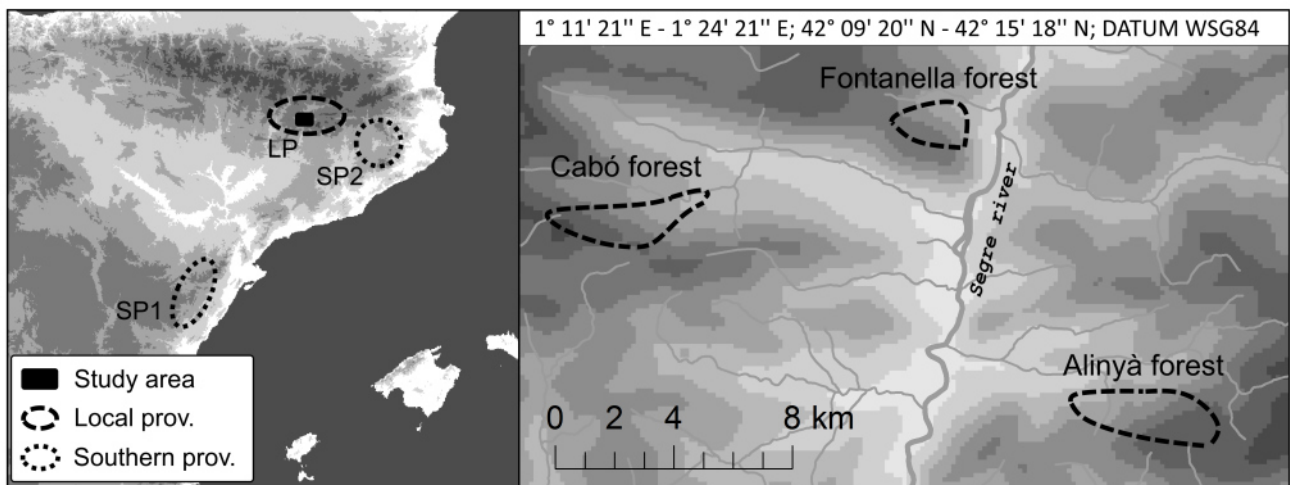 LP
SP2
SP1
Study area
Local prov.
Southern prov.
1° 11' 21'' E - 1° 24' 21'' E; 42° 09' 20'' N - 42° 15' 18'' N; DATUM WSG84
Fontanella forest
Cabó forest
Segre river
Alinyà forest
0 2 4 8 km